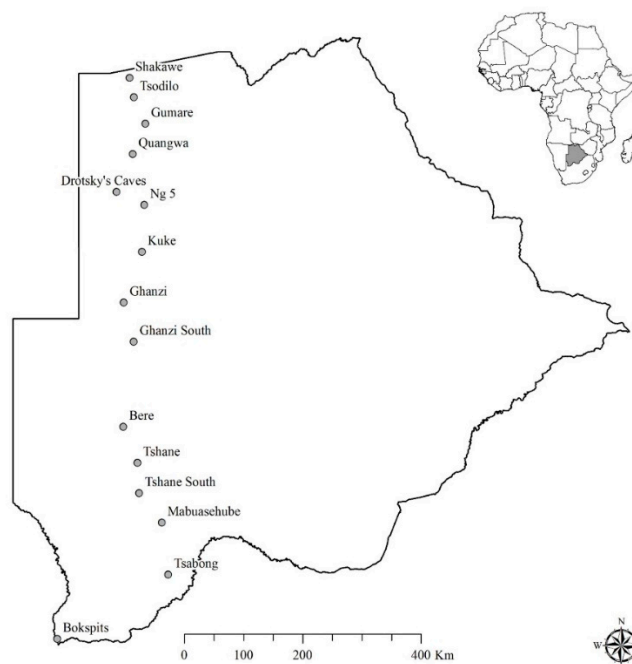 Shakawe
Tsodilo
Gumare
Quangwa
Drotsky's Caves
Ng 5
Kuke
Ghanzi
Ghanzi South
Bere
Tshane
Tshane South
Mabuasehube
Tsabong
Bokspits
0 100 200 400 Km
N
W E
S